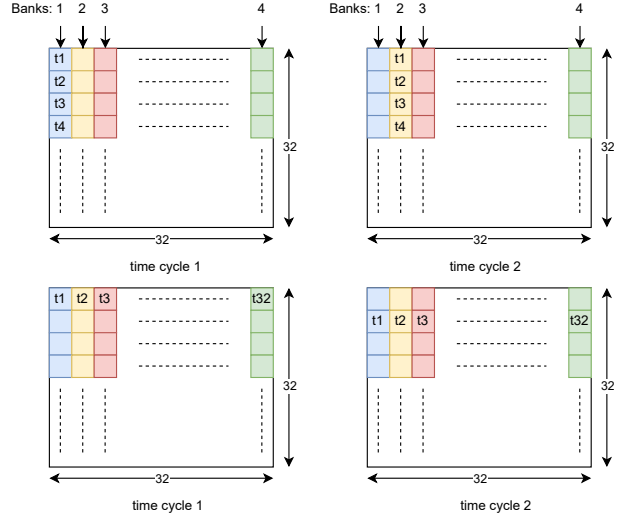 Banks: 1 2 3 4
Banks: 1 2 3 4
t1
t2
t3
t4
32
32
time cycle 1
t1
t2
t3
t4
32
32
time cycle 2
t1 t2 t3 t32
32
32
time cycle 1
t1 t2 t3 t32
32
32
time cycle 2